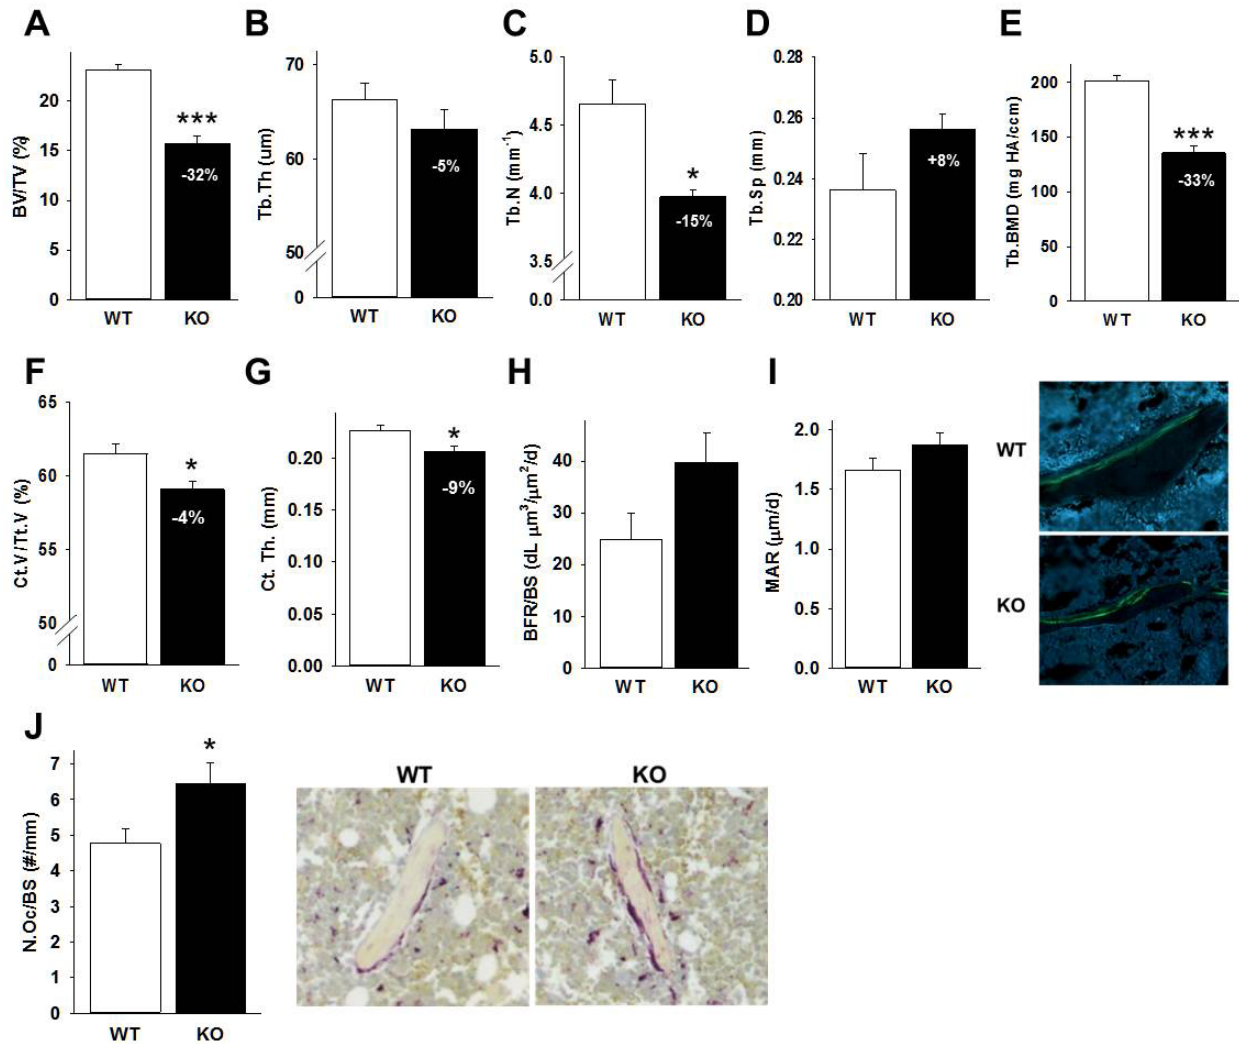 A
BV/TV (%)
20
15
10
5
0
***
-32%
WT KO
B
Tb.Th (um)
70
60
50
0
-5%
WT KO
C
Tb.N (mm-1)
5.0
4.5
4.0
3.5
0.0
*
-15%
WT KO
D
Tb.Sp (mm)
0.28
0.26
0.24
0.22
0.20
+8%
WT KO
E
Tb.BMD (mg HA/ccm)
200
150
100
50
0
***
-33%
WT KO
F
Ct.V/Tt.V (%)
65
60
55
50
0
*
-4%
WT KO
G
Ct. Th. (mm)
0.20
0.15
0.10
0.05
0.00
*
-9%
WT KO
H
BFR/BS (dL μm3/μm2/d)
40
30
20
10
0
WT KO
I
MAR (μm/d)
2.0
1.5
1.0
0.5
0.0
WT KO
WT
KO
J
N.Oc/BS (#/mm)
7
6
5
4
3
2
1
0
*
WT KO
WT KO